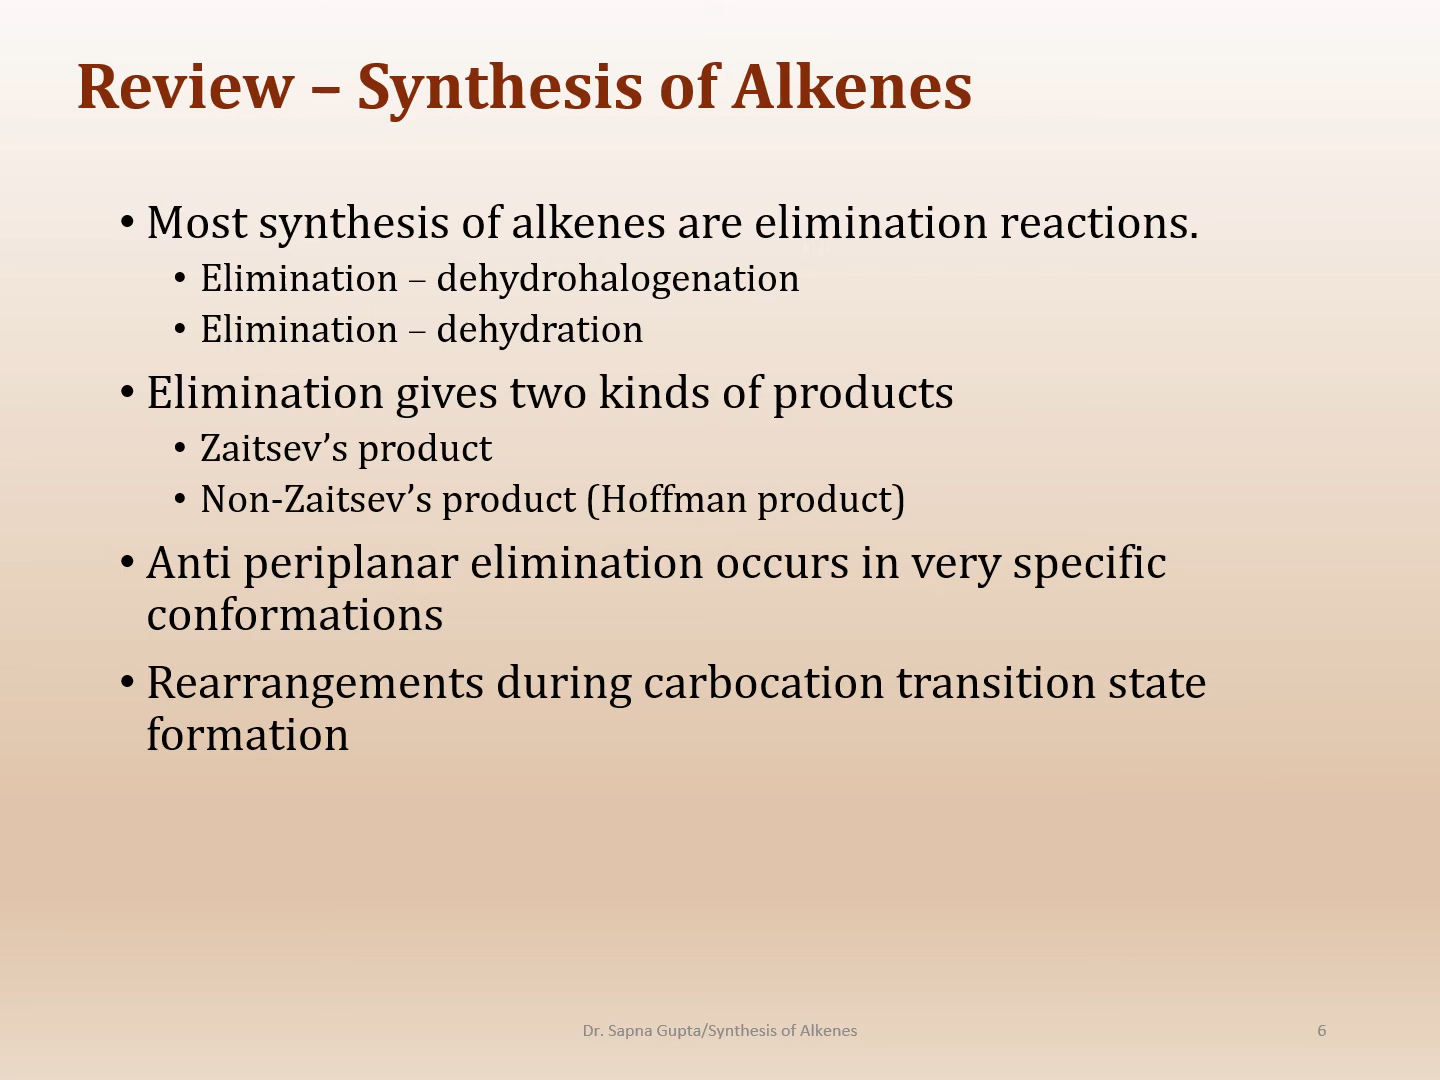 Review – Synthesis of Alkenes
• Most synthesis of alkenes are elimination reactions.
• Elimination – dehydrohalogenation
• Elimination – dehydration
• Elimination gives two kinds of products
• Zaitsev’s product
• Non-Zaitsev’s product (Hoffman product)
• Anti periplanar elimination occurs in very specific
conformations
• Rearrangements during carbocation transition state
formation
Dr. Sapna Gupta/Synthesis of Alkenes
6